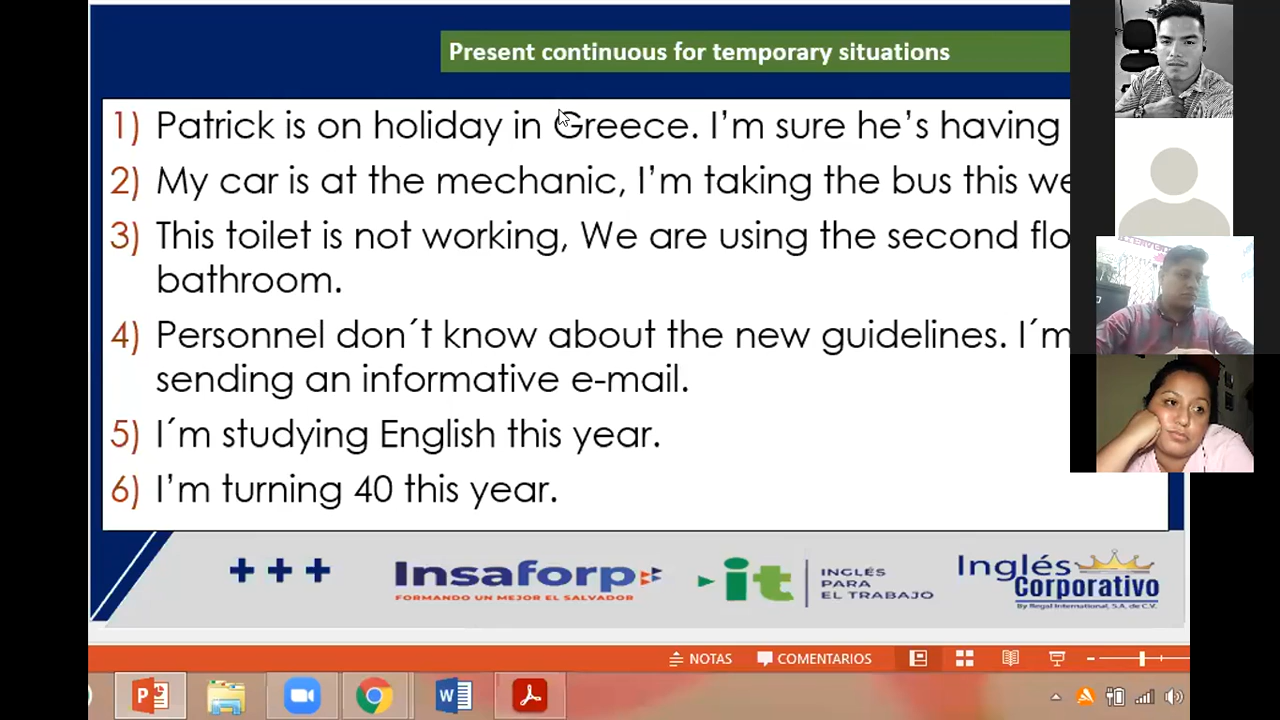 Present continuous for temporary situations
1) Patrick is on holiday in Greece. I'm sure he's having
2) My car is at the mechanic, I'm taking the bus this we
3) This toilet is not working, We are using the second flo
bathroom.
4) Personnel don´t know about the new guidelines. I´m
sending an informative e-mail.
5) I´m studying English this year.
6) I'm turning 40 this year.
+++
Insaforp
FORMANDO UN MEJOR EL SALVADOR
it
INGLÉS
PARA
EL TRABAJO
Inglés
Corporativo
By Regal International, S.A. de C.V.
NOTAS
COMENTARIOS